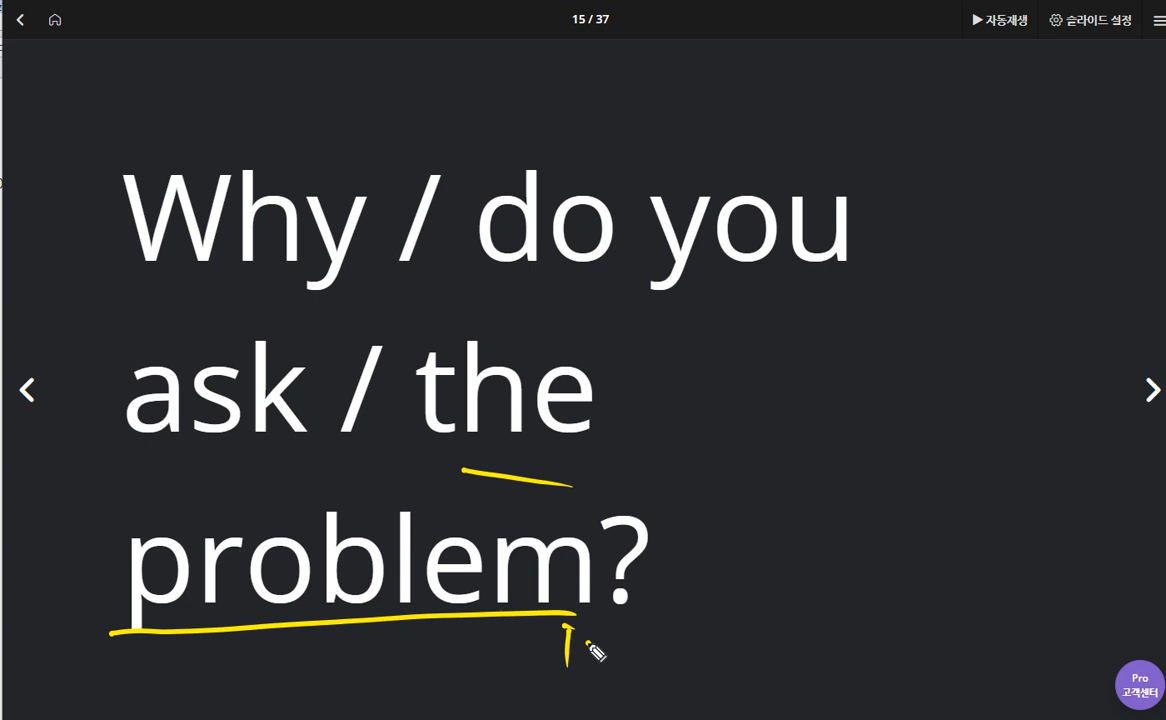 15 / 37
▶ 자동재생
슬라이드 설정
Why / do you
ask / the
problem?
Pro
고객센터